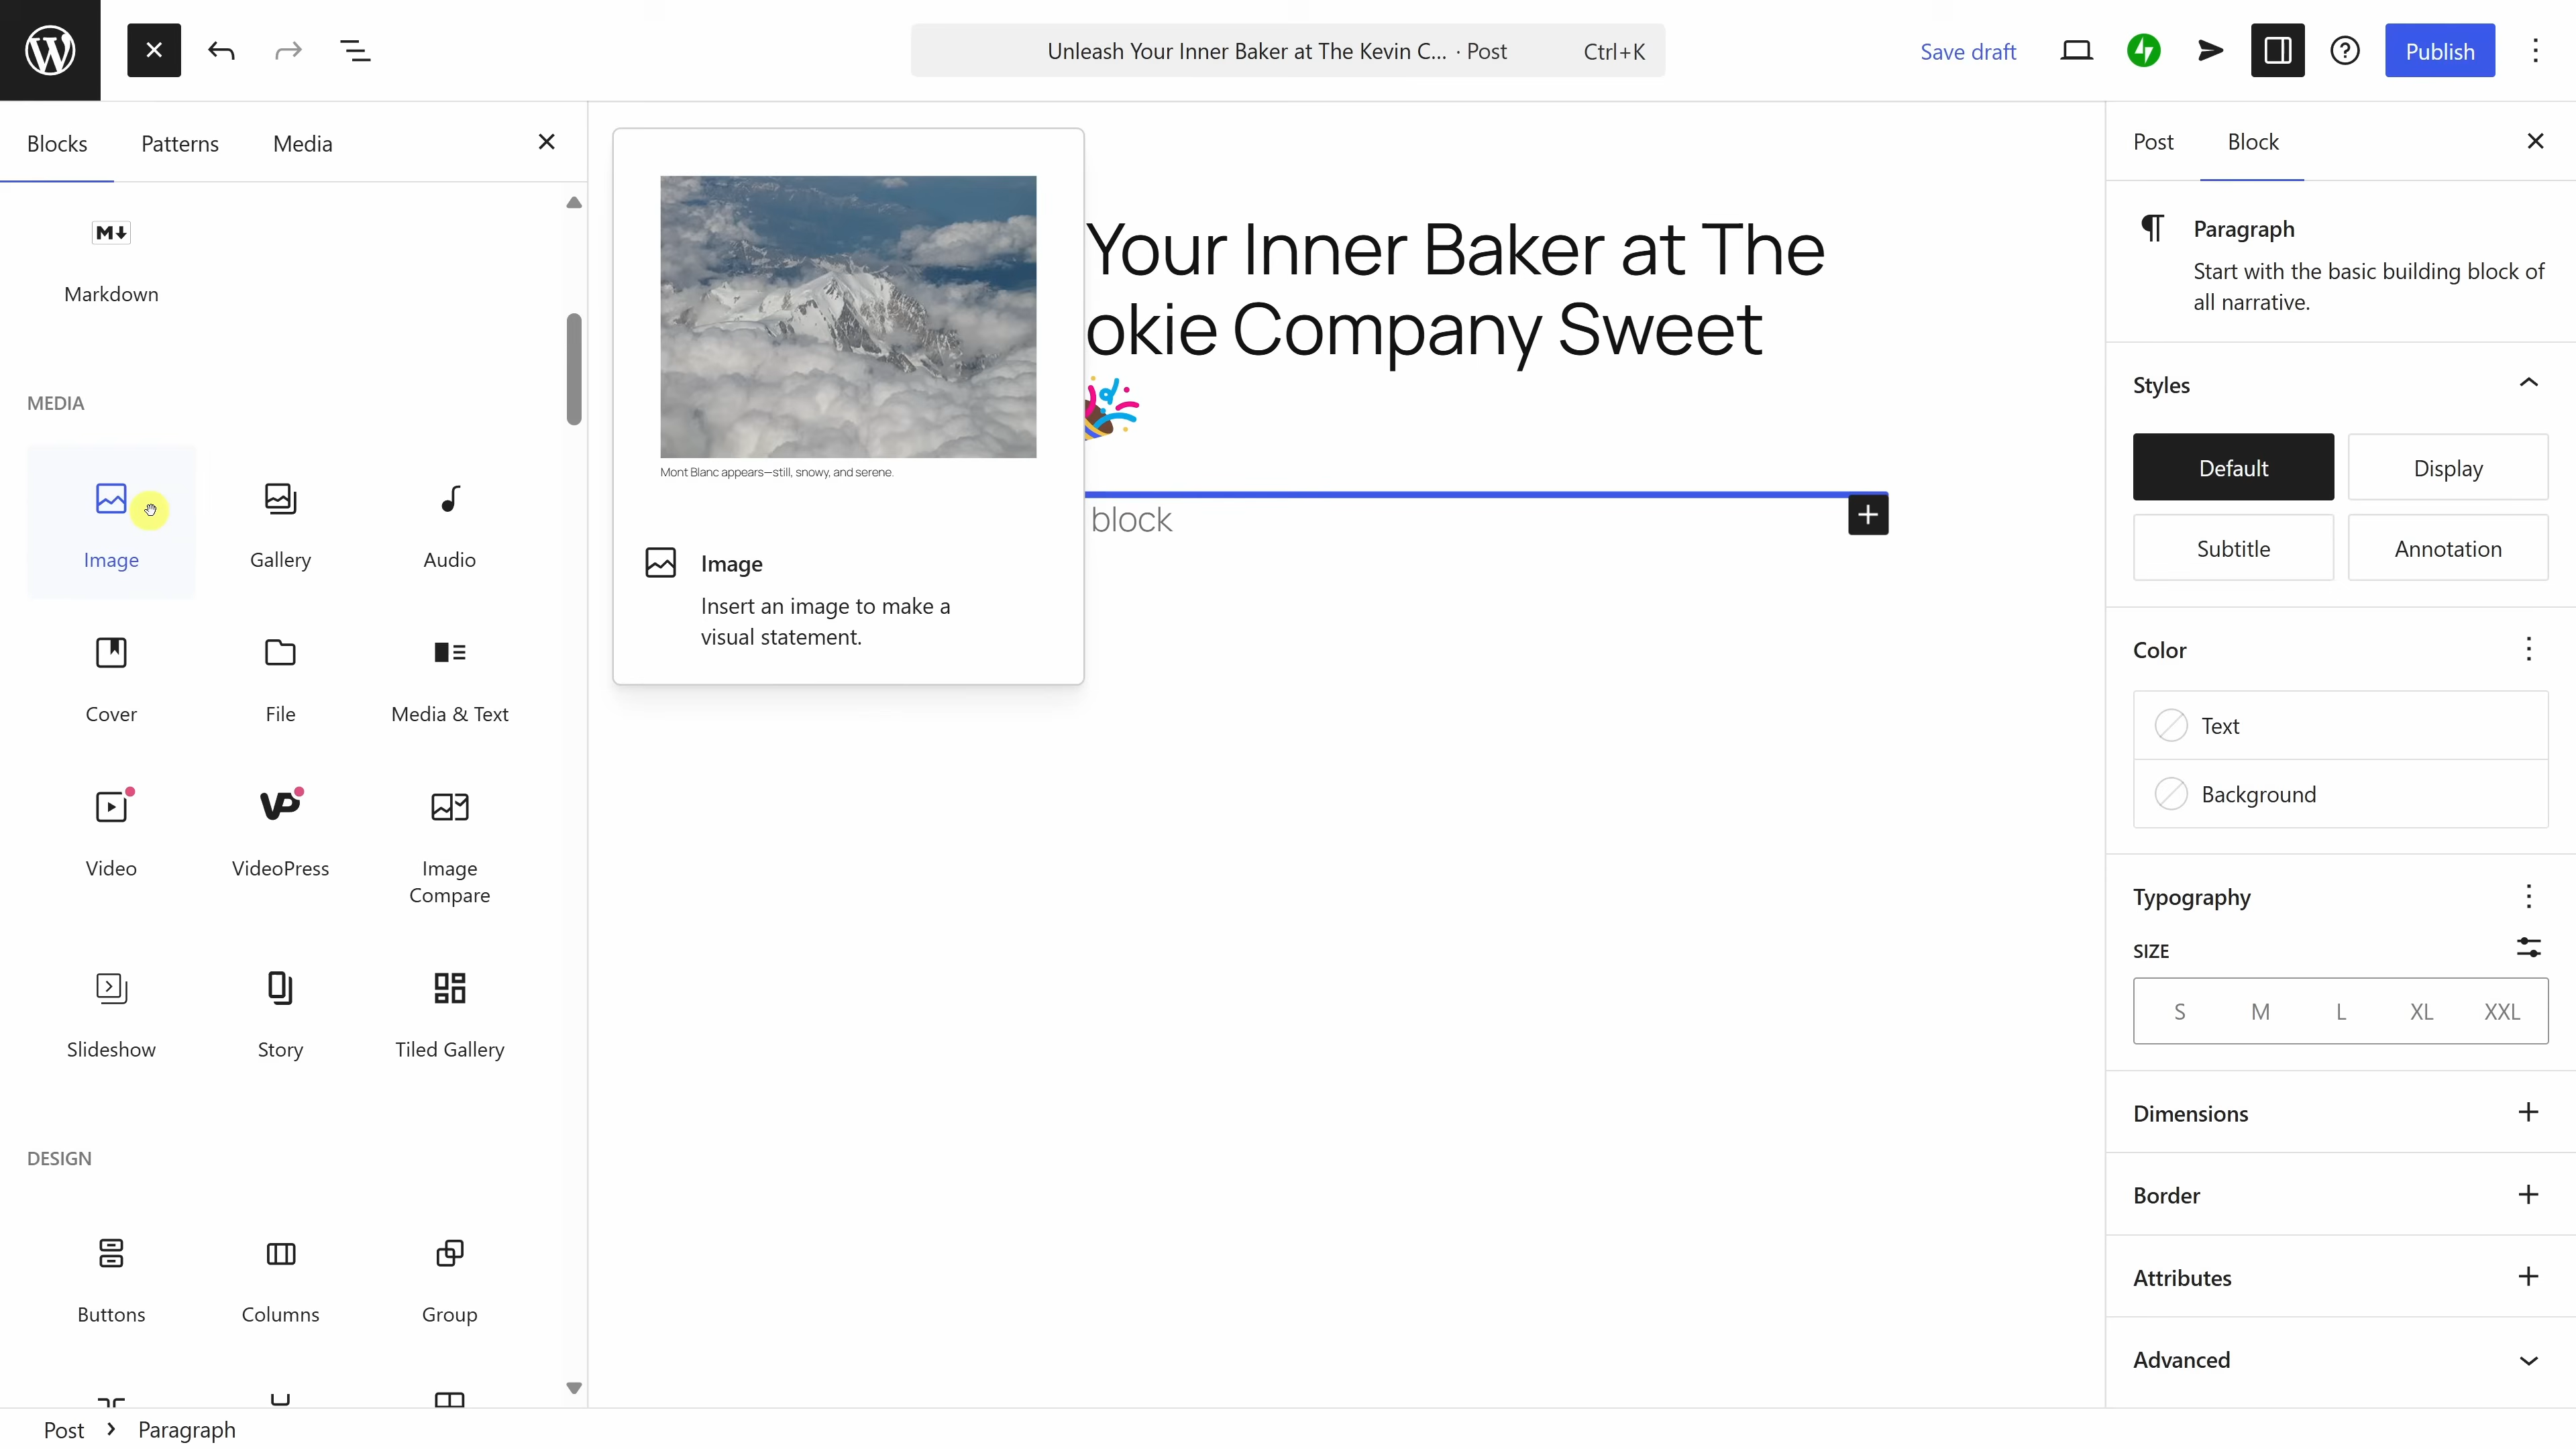 Unleash Your Inner Baker at The Kevin C... · Post
Ctrl+K
Save draft
Publish
Blocks
Patterns
Media
Markdown
MEDIA
Image
Gallery
Audio
Cover
File
Media & Text
Video
VideoPress
Image
Compare
Slideshow
Story
Tiled Gallery
DESIGN
Buttons
Columns
Group
Mont Blanc appears—still, snowy, and serene.
Image
Insert an image to make a
visual statement.
Your Inner Baker at The
okie Company Sweet
block
Post
Block
Paragraph
Start with the basic building block of
all narrative.
Styles
Default
Display
Subtitle
Annotation
Color
Text
Background
Typography
SIZE
S
M
L
XL
XXL
Dimensions
Border
Attributes
Advanced
Post
Paragraph